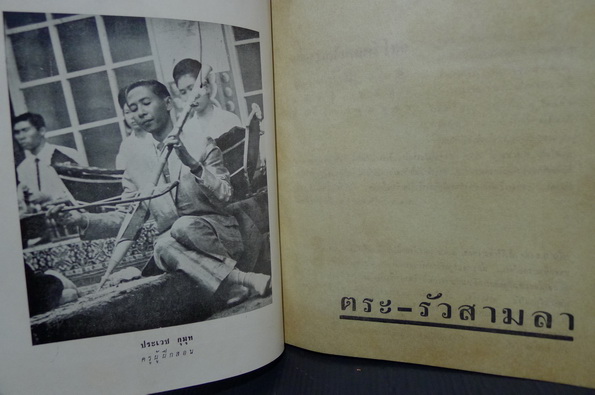 ประเวช กุมุท
ครูผู้ฝึกสอน
ตระ-รัวสามลา